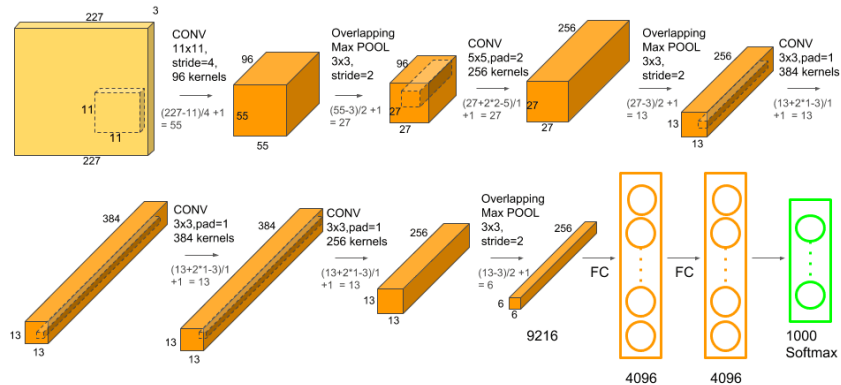 227
3
11
11
227
CONV
11x11,
stride=4,
96 kernels
(227-11)/4 +1
= 55
96
55
55
Overlapping
Max POOL
3x3,
stride=2
(55-3)/2 +1
= 27
96
27
27
CONV
5x5,pad=2
256 kernels
(27+2*2-5)/1
+1 = 27
256
27
27
Overlapping
Max POOL
3x3,
stride=2
(27-3)/2 +1
= 13
256
13
13
CONV
3x3,pad=1
384 kernels
(13+2*1-3)/1
+1 = 13
384
13
13
CONV
3x3,pad=1
384 kernels
(13+2*1-3)/1
+1 = 13
384
13
13
CONV
3x3,pad=1
256 kernels
(13+2*1-3)/1
+1 = 13
256
13
13
Overlapping
Max POOL
3x3,
stride=2
(13-3)/2 +1
= 6
256
6
6
9216
FC
4096
FC
4096
1000
Softmax